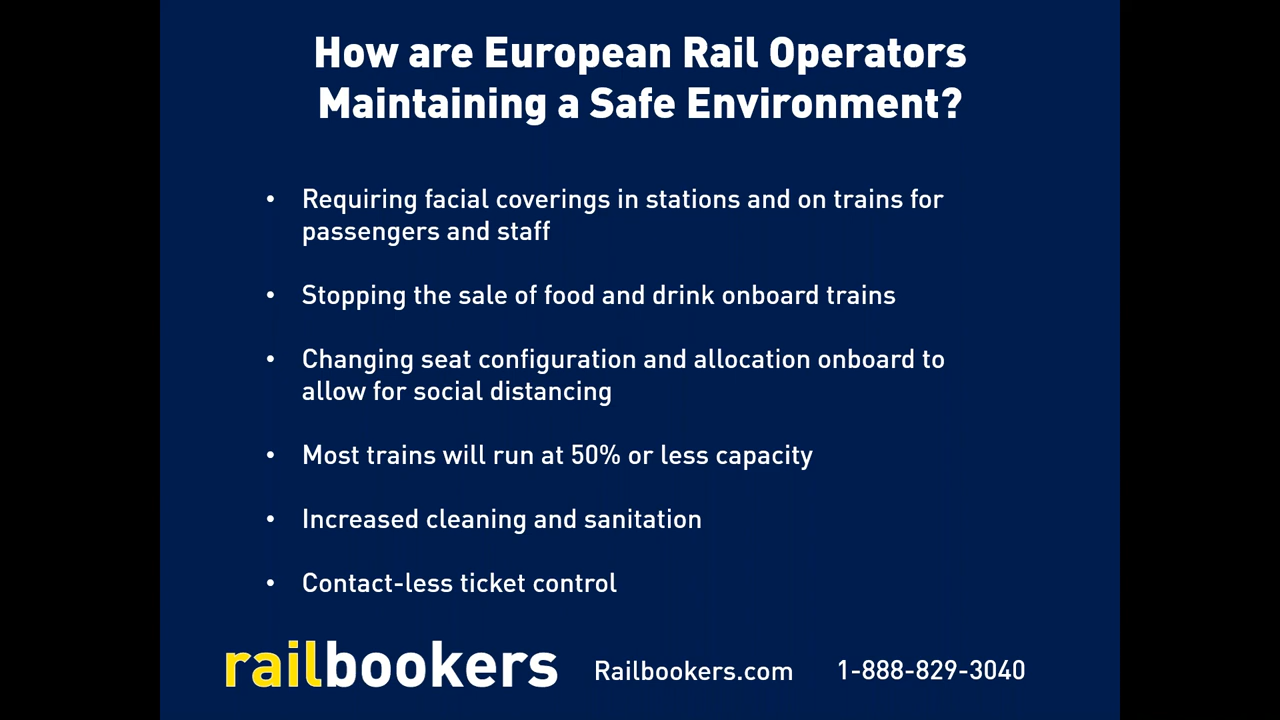 How are European Rail Operators
Maintaining a Safe Environment?
• Requiring facial coverings in stations and on trains for
passengers and staff
• Stopping the sale of food and drink onboard trains
• Changing seat configuration and allocation onboard to
allow for social distancing
• Most trains will run at 50% or less capacity
• Increased cleaning and sanitation
• Contact-less ticket control
railbookers Railbookers.com 1-888-829-3040